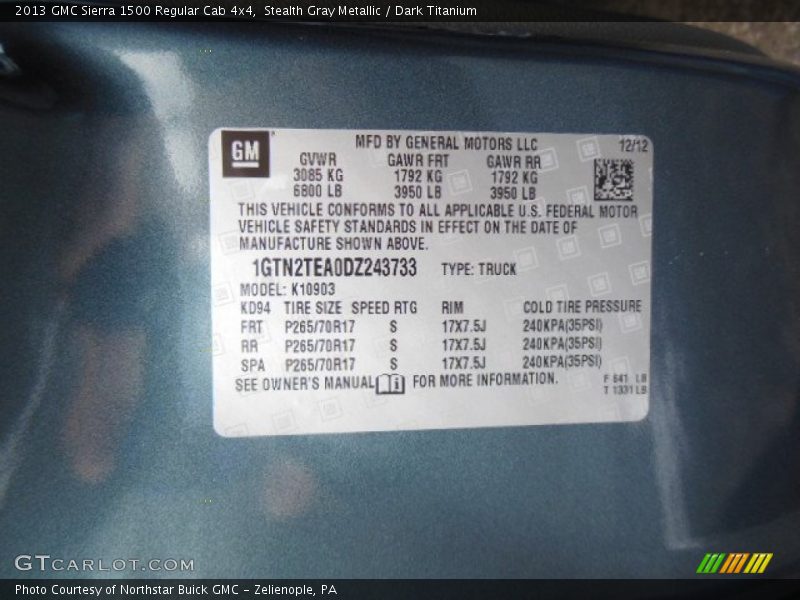 2013 GMC Sierra 1500 Regular Cab 4x4, Stealth Gray Metallic / Dark Titanium
GM
MFD BY GENERAL MOTORS LLC 12/12
GVWR GAWR FRT GAWR RR
3085 KG 1792 KG 1792 KG
6800 LB 3950 LB 3950 LB
THIS VEHICLE CONFORMS TO ALL APPLICABLE U.S. FEDERAL MOTOR
VEHICLE SAFETY STANDARDS IN EFFECT ON THE DATE OF
MANUFACTURE SHOWN ABOVE.
1GTN2TEA0DZ243733 TYPE: TRUCK
MODEL: K10903
KD94 TIRE SIZE SPEED RTG RIM COLD TIRE PRESSURE
FRT P265/70R17 S 17X7.5J 240KPA(35PSI)
RR P265/70R17 S 17X7.5J 240KPA(35PSI)
SPA P265/70R17 S 17X7.5J 240KPA(35PSI)
SEE OWNER'S MANUAL i FOR MORE INFORMATION.
F 641 LB
T 1331 LB
GTCARLOT.COM
Photo Courtesy of Northstar Buick GMC - Zelienople, PA